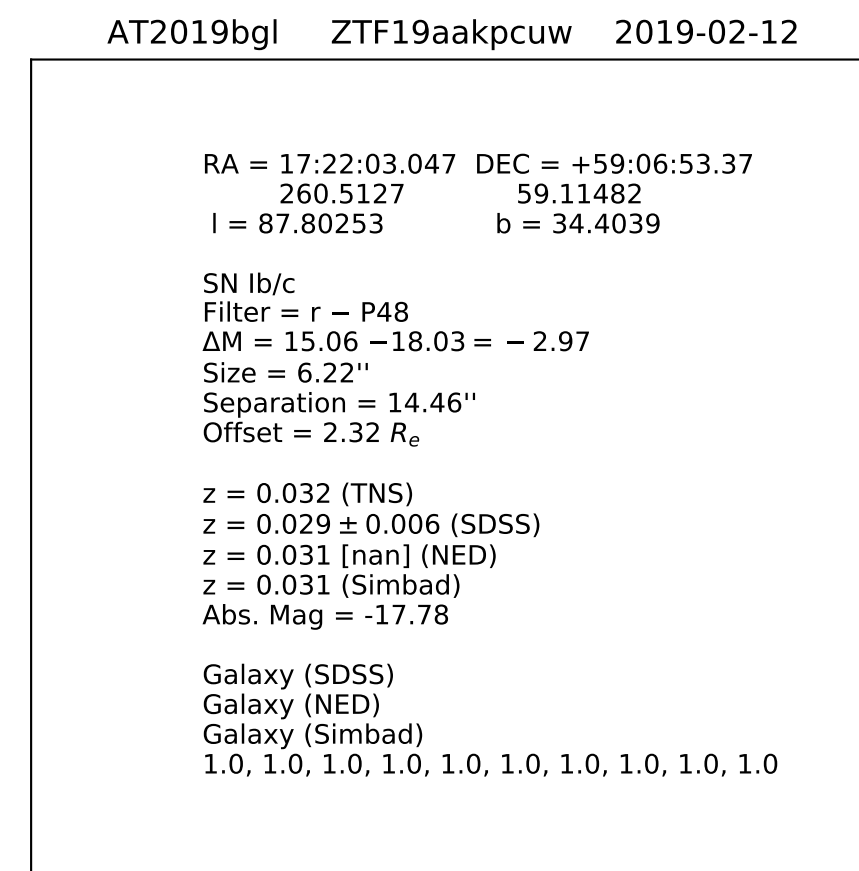 AT2019bgl ZTF19aakpcuw 2019-02-12
RA = 17:22:03.047 DEC = +59:06:53.37
260.5127 59.11482
l = 87.80253 b = 34.4039
SN Ib/c
Filter = r − P48
ΔM = 15.06 −18.03 = − 2.97
Size = 6.22''
Separation = 14.46''
Offset = 2.32 Rₑ
z = 0.032 (TNS)
z = 0.029 ± 0.006 (SDSS)
z = 0.031 [nan] (NED)
z = 0.031 (Simbad)
Abs. Mag = -17.78
Galaxy (SDSS)
Galaxy (NED)
Galaxy (Simbad)
1.0, 1.0, 1.0, 1.0, 1.0, 1.0, 1.0, 1.0, 1.0, 1.0